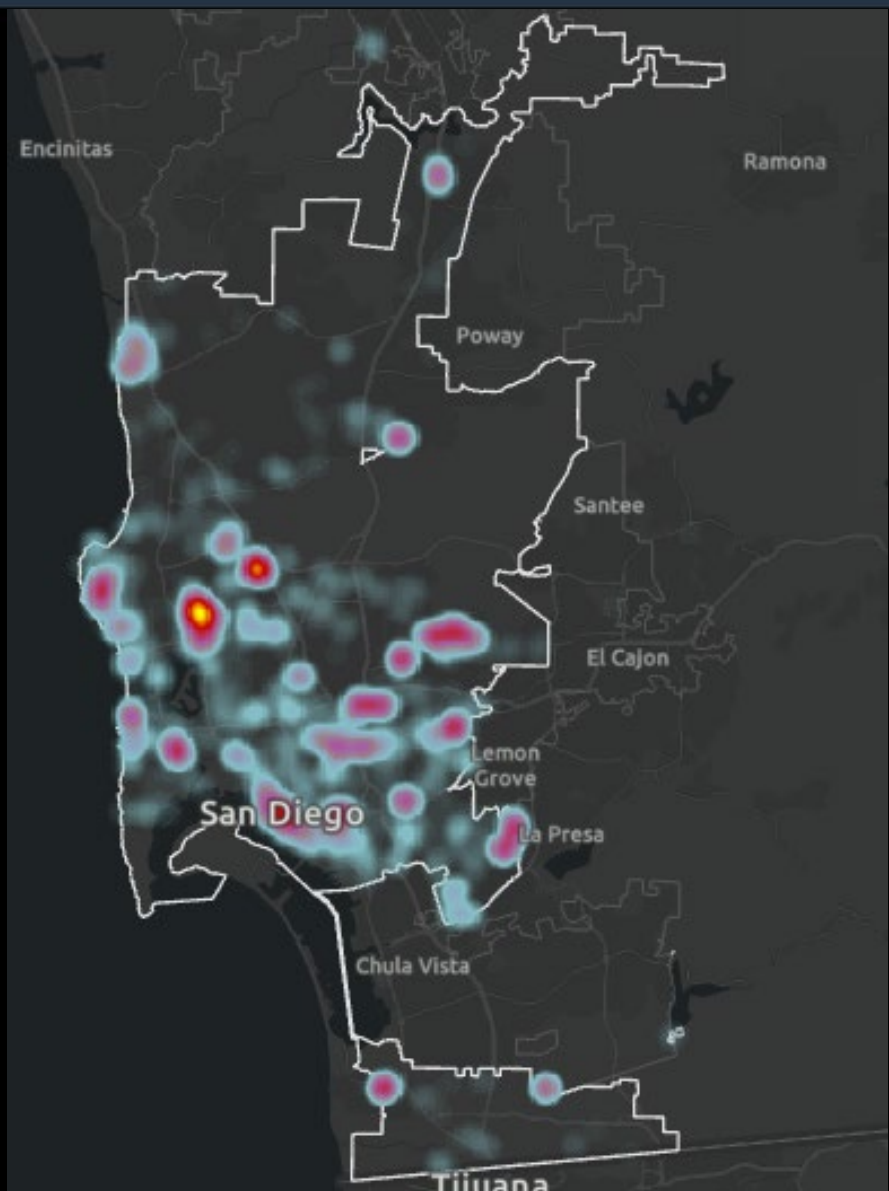 Encinitas
Ramona
Poway
Santee
El Cajon
Lemon
Grove
San Diego
La Presa
Chula Vista
Tijuana